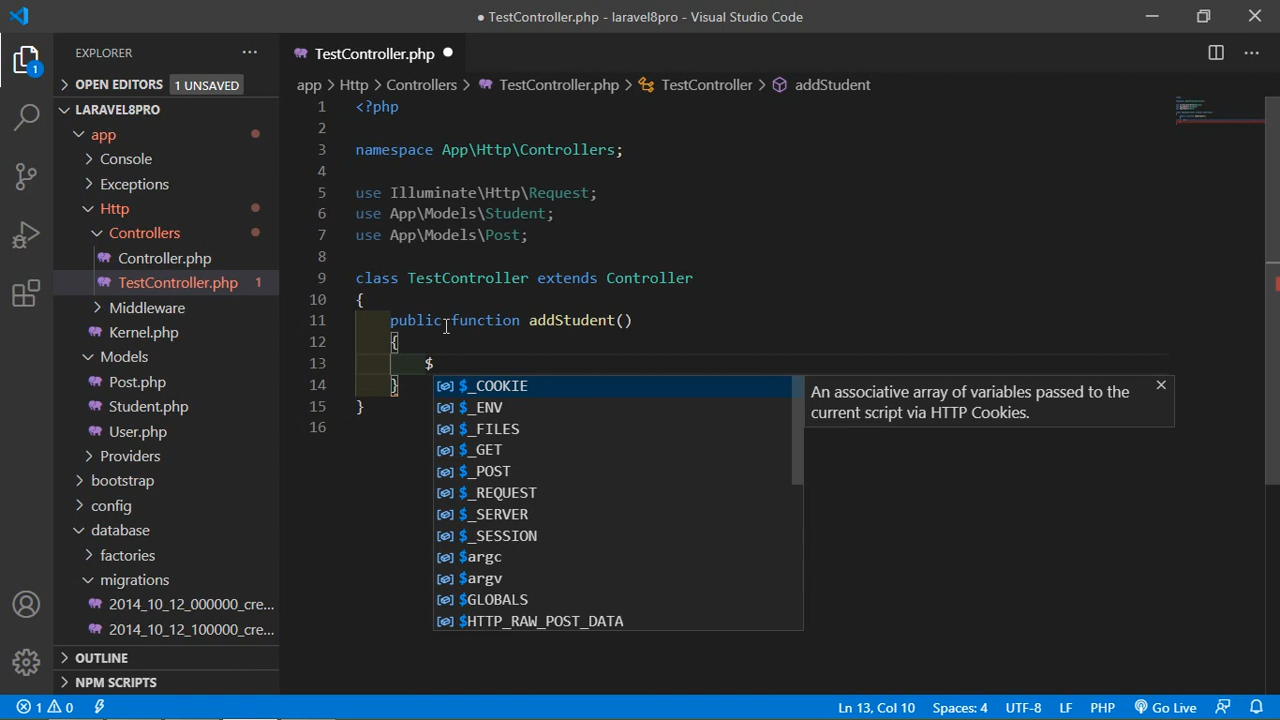 ● TestController.php - laravel8pro - Visual Studio Code
EXPLORER
TestController.php
OPEN EDITORS 1 UNSAVED
app > Http > Controllers > TestController.php > TestController > addStudent
LARAVEL8PRO
app
Console
Exceptions
Http
Controllers
Controller.php
TestController.php 1
Middleware
Kernel.php
Models
Post.php
Student.php
User.php
Providers
bootstrap
config
database
factories
migrations
2014_10_12_000000_cre...
2014_10_12_100000_cre...
OUTLINE
NPM SCRIPTS
1
1 <?php
2
3 namespace App\Http\Controllers;
4
5 use Illuminate\Http\Request;
6 use App\Models\Student;
7 use App\Models\Post;
8
9 class TestController extends Controller
10 {
11 public function addStudent()
12 {
13 $
14 }
15 }
16
$_COOKIE
$_ENV
$_FILES
$_GET
$_POST
$_REQUEST
$_SERVER
$_SESSION
$argc
$argv
$GLOBALS
$HTTP_RAW_POST_DATA
An associative array of variables passed to the
current script via HTTP Cookies.
1 0 Ln 13, Col 10 Spaces: 4 UTF-8 LF PHP Go Live